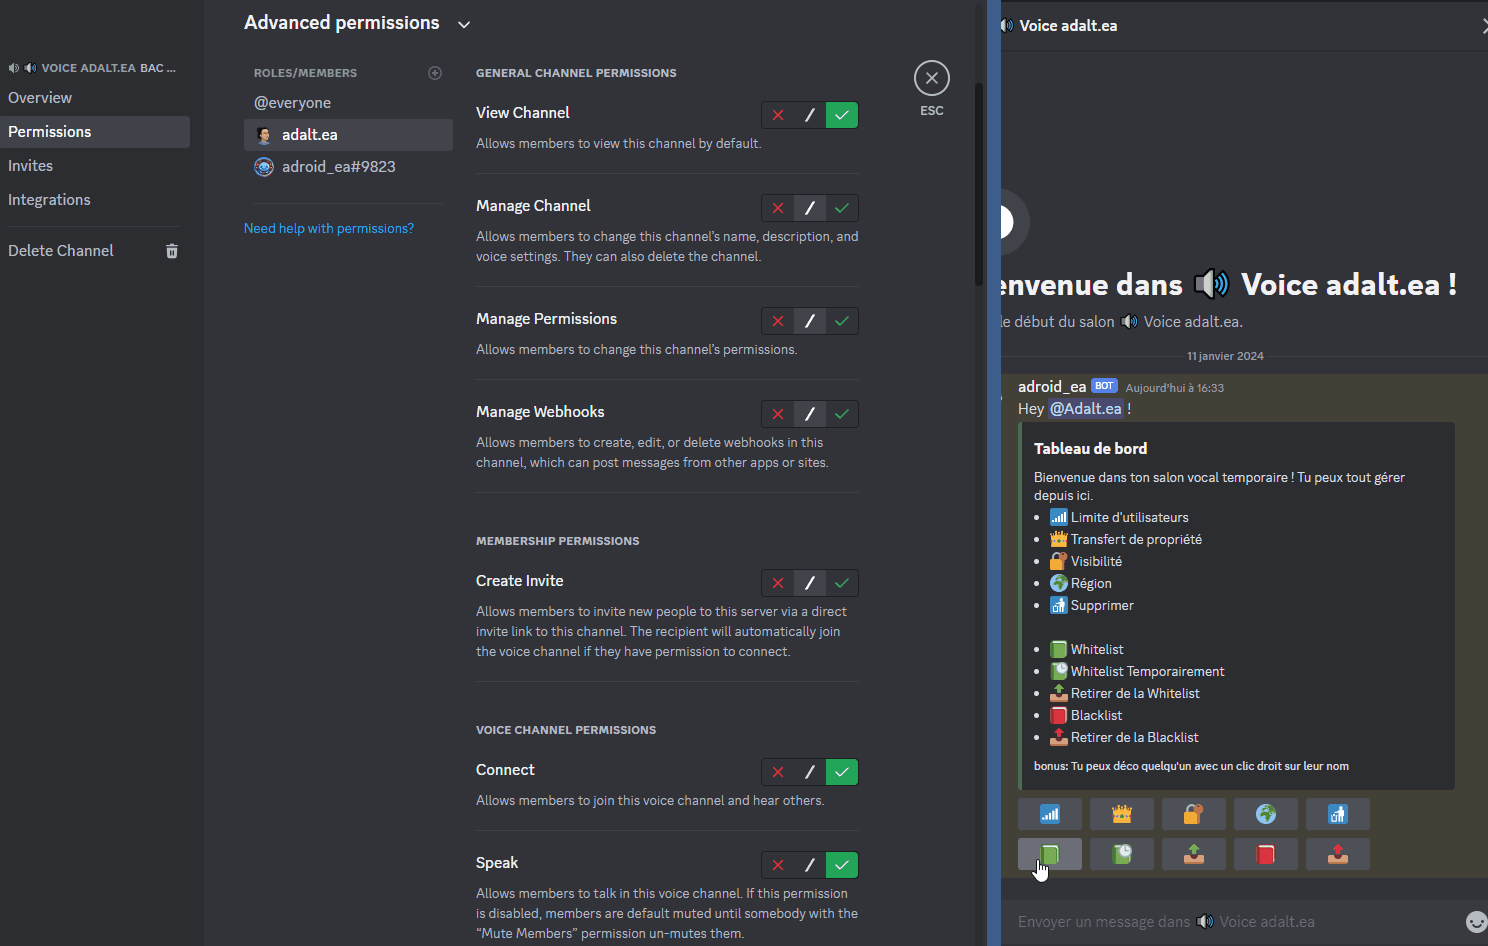 VOICE ADALT.EA BAC ...
Overview
Permissions
Invites
Integrations
Delete Channel
Advanced permissions
ROLES/MEMBERS
@everyone
adalt.ea
adroid_ea#9823
Need help with permissions?
GENERAL CHANNEL PERMISSIONS
View Channel
Allows members to view this channel by default.
Manage Channel
Allows members to change this channel's name, description, and
voice settings. They can also delete the channel.
Manage Permissions
Allows members to change this channel's permissions.
Manage Webhooks
Allows members to create, edit, or delete webhooks in this
channel, which can post messages from other apps or sites.
MEMBERSHIP PERMISSIONS
Create Invite
Allows members to invite new people to this server via a direct
invite link to this channel. The recipient will automatically join
the voice channel if they have permission to connect.
VOICE CHANNEL PERMISSIONS
Connect
Allows members to join this voice channel and hear others.
Speak
Allows members to talk in this voice channel. If this permission
is disabled, members are default muted until somebody with the
“Mute Members” permission un-mutes them.
ESC
Voice adalt.ea
envenue dans 🔊 Voice adalt.ea !
le début du salon 🔊 Voice adalt.ea.
11 janvier 2024
adroid_ea BOT Aujourd'hui à 16:33
Hey @Adalt.ea !
Tableau de bord
Bienvenue dans ton salon vocal temporaire ! Tu peux tout gérer
depuis ici.
• Limite d'utilisateurs
• Transfert de propriété
• Visibilité
• Région
• Supprimer
• Whitelist
• Whitelist Temporairement
• Retirer de la Whitelist
• Blacklist
• Retirer de la Blacklist
bonus: Tu peux déco quelqu'un avec un clic droit sur leur nom
Envoyer un message dans 🔊 Voice adalt.ea